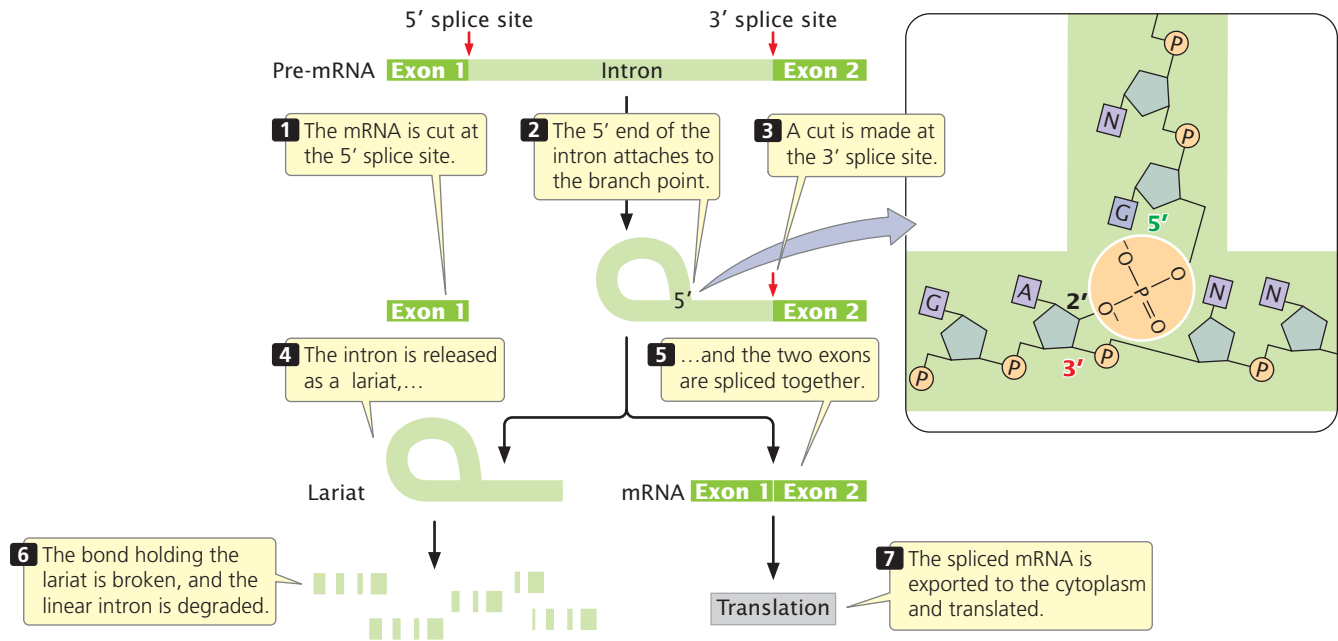 5′ splice site
3′ splice site
Pre-mRNA
Exon 1
Intron
Exon 2
1 The mRNA is cut at
the 5′ splice site.
2 The 5′ end of the
intron attaches to
the branch point.
3 A cut is made at
the 3′ splice site.
5′
Exon 1
Exon 2
4 The intron is released
as a lariat,…
5 …and the two exons
are spliced together.
Lariat
mRNA
Exon 1
Exon 2
6 The bond holding the
lariat is broken, and the
linear intron is degraded.
Translation
7 The spliced mRNA is
exported to the cytoplasm
and translated.
P
N
P
G
5′
O–
O
P
O–
O
G
A
2′
N
N
P
P
3′
P
P